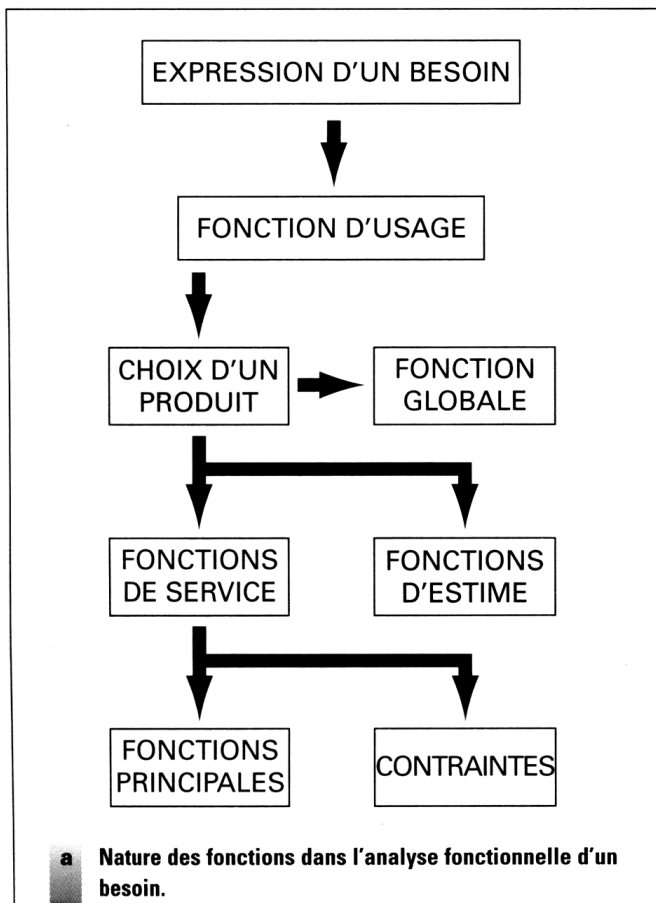 EXPRESSION D'UN BESOIN
FONCTION D'USAGE
CHOIX D'UN
PRODUIT
FONCTION
GLOBALE
FONCTIONS
DE SERVICE
FONCTIONS
D'ESTIME
FONCTIONS
PRINCIPALES
CONTRAINTES
a Nature des fonctions dans l'analyse fonctionnelle d'un
besoin.